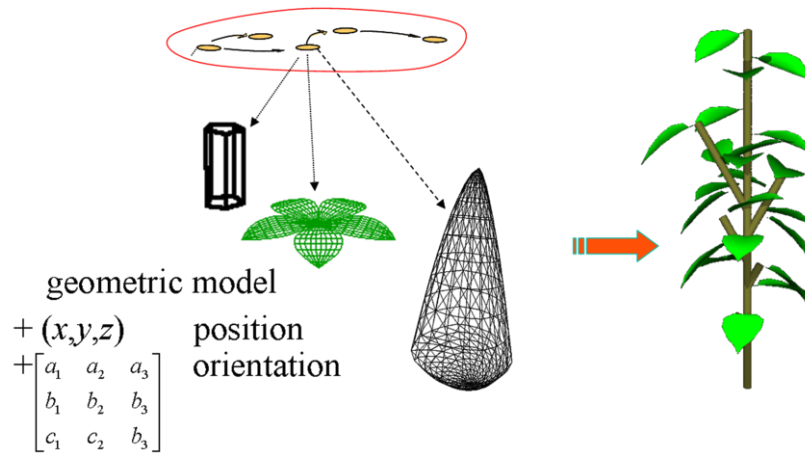 geometric model
+ (x,y,z) position
+ [a₁ a₂ a₃] orientation
b₁ b₂ b₃
c₁ c₂ b₃